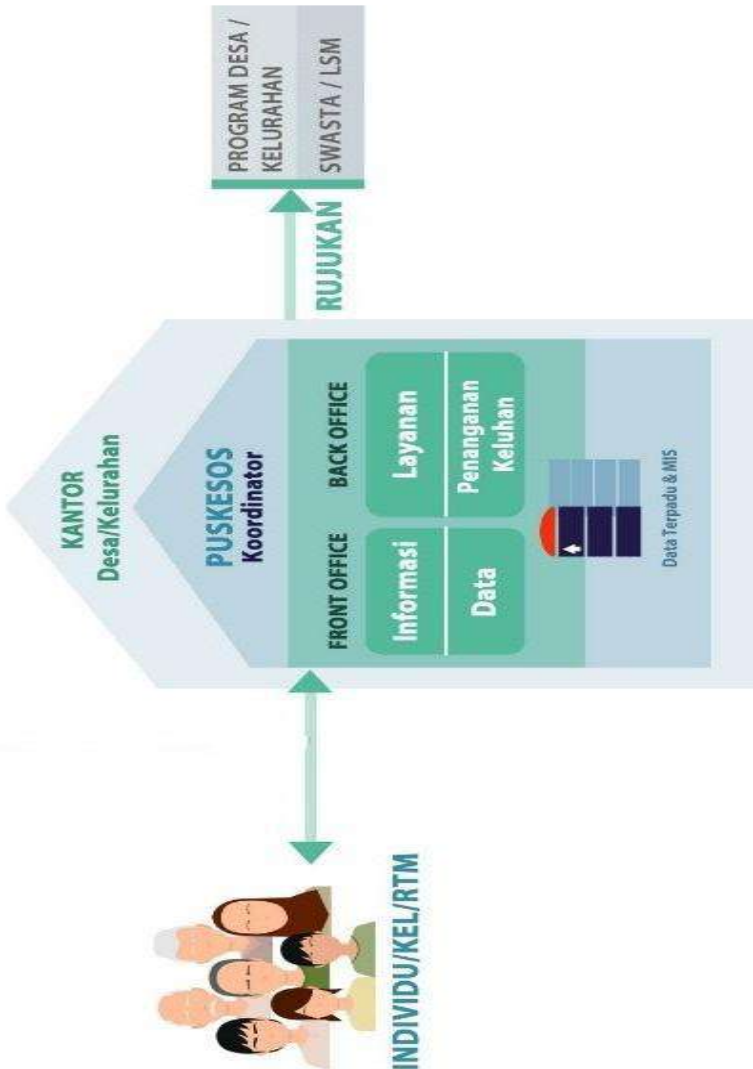 KANTOR
Desa/Kelurahan
PUSKESOS
Koordinator
FRONT OFFICE
BACK OFFICE
Informasi
Data
Layanan
Penanganan
Keluhan
Data Terpadu & MIS
INDIVIDU/KEL/RTM
RUJUKAN
PROGRAM DESA /
KELURAHAN
SWASTA / LSM